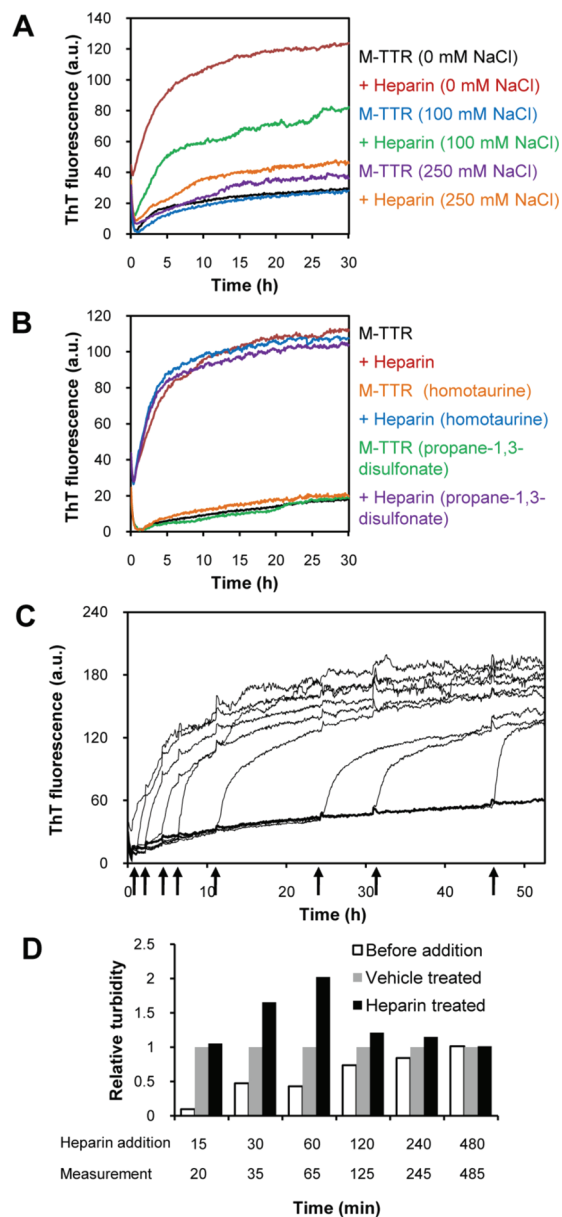 A
ThT fluorescence (a.u.)
140
120
100
80
60
40
20
0
0 5 10 15 20 25 30
Time (h)
M-TTR (0 mM NaCl)
+ Heparin (0 mM NaCl)
M-TTR (100 mM NaCl)
+ Heparin (100 mM NaCl)
M-TTR (250 mM NaCl)
+ Heparin (250 mM NaCl)
B
ThT fluorescence (a.u.)
120
100
80
60
40
20
0
0 5 10 15 20 25 30
Time (h)
M-TTR
+ Heparin
M-TTR (homotaurine)
+ Heparin (homotaurine)
M-TTR (propane-1,3-
disulfonate)
+ Heparin (propane-1,3-
disulfonate)
C
ThT fluorescence (a.u.)
240
180
120
60
0
0 10 20 30 40 50
Time (h)
D
Relative turbidity
2.5
2
1.5
1
0.5
0
Before addition
Vehicle treated
Heparin treated
Heparin addition 15 30 60 120 240 480
Measurement 20 35 65 125 245 485
Time (min)